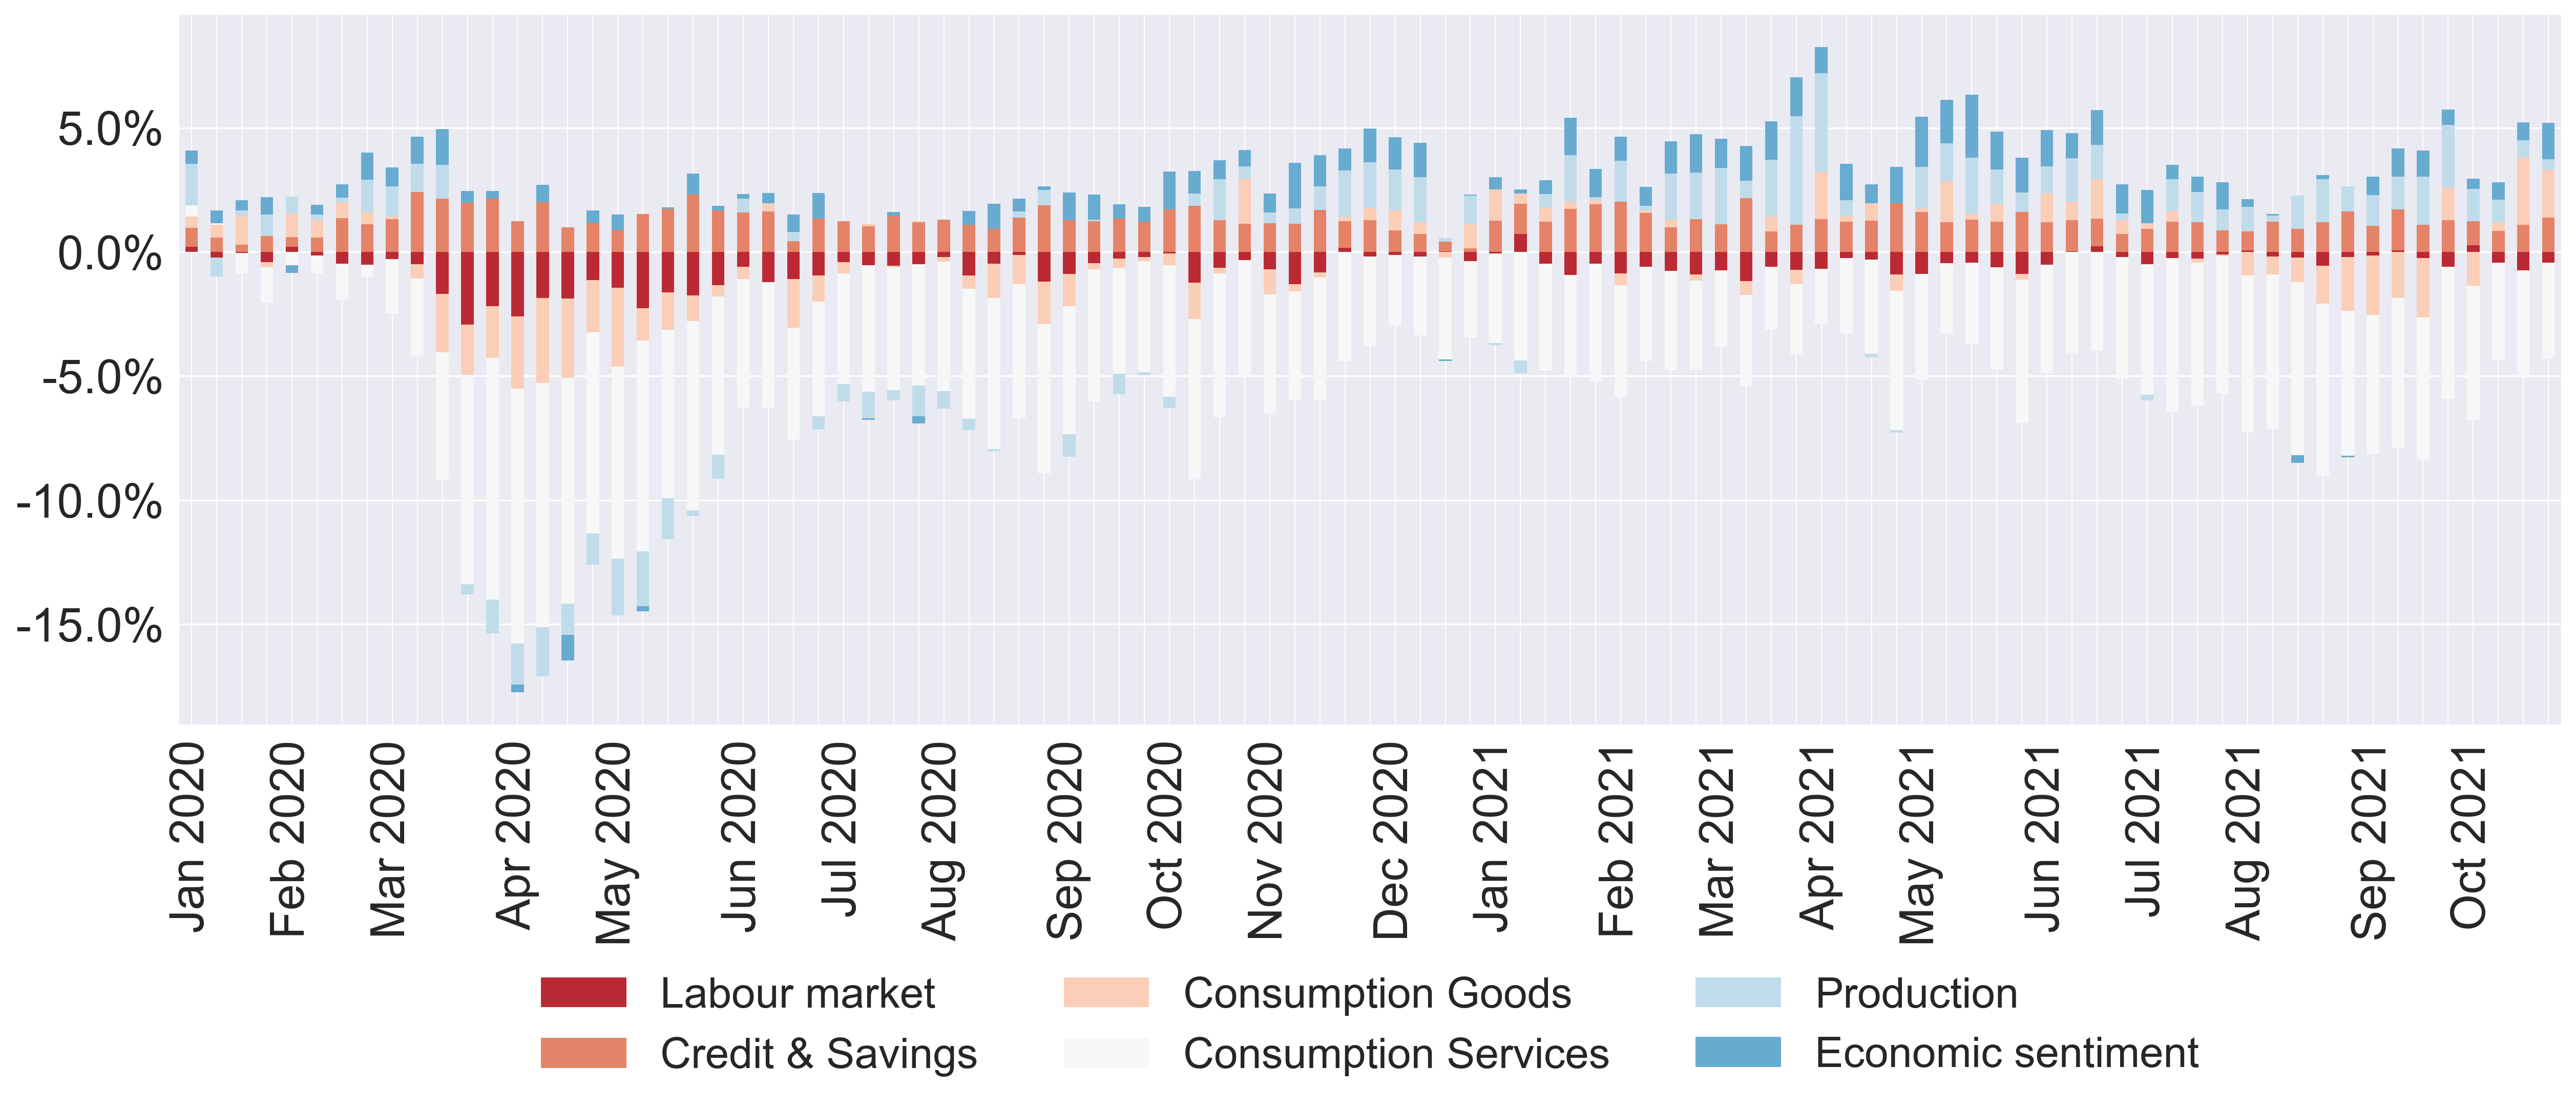 5.0%
0.0%
-5.0%
-10.0%
-15.0%
Jan 2020
Feb 2020
Mar 2020
Apr 2020
May 2020
Jun 2020
Jul 2020
Aug 2020
Sep 2020
Oct 2020
Nov 2020
Dec 2020
Jan 2021
Feb 2021
Mar 2021
Apr 2021
May 2021
Jun 2021
Jul 2021
Aug 2021
Sep 2021
Oct 2021
Labour market
Consumption Goods
Production
Credit & Savings
Consumption Services
Economic sentiment